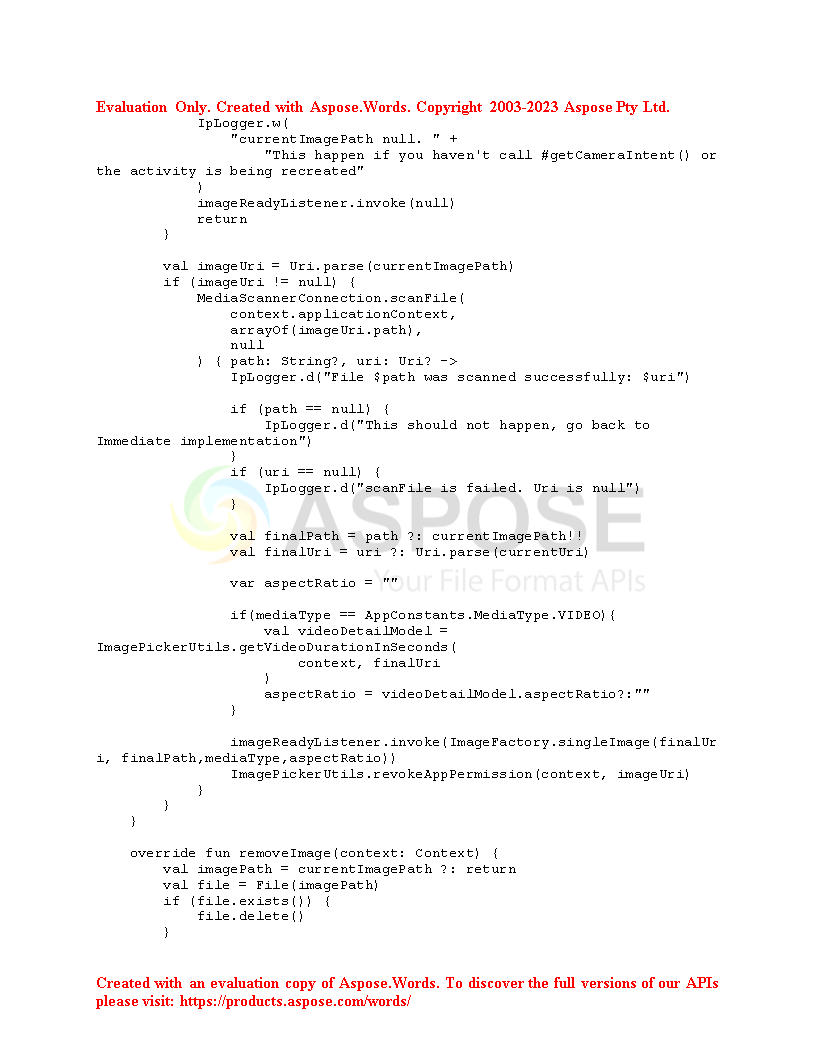 Evaluation Only. Created with Aspose.Words. Copyright 2003-2023 Aspose Pty Ltd.
            IpLogger.w(
                "currentImagePath null. " +
                    "This happen if you haven't call #getCameraIntent() or
the activity is being recreated"
            )
            imageReadyListener.invoke(null)
            return
        }

        val imageUri = Uri.parse(currentImagePath)
        if (imageUri != null) {
            MediaScannerConnection.scanFile(
                context.applicationContext,
                arrayOf(imageUri.path),
                null
            ) { path: String?, uri: Uri? ->
                IpLogger.d("File $path was scanned successfully: $uri")

                if (path == null) {
                    IpLogger.d("This should not happen, go back to
Immediate implementation")
                }
                if (uri == null) {
                    IpLogger.d("scanFile is failed. Uri is null")
                }
ASPOSE

                val finalPath = path ?: currentImagePath!!
                val finalUri = uri ?: Uri.parse(currentUri)

                var aspectRatio = ""
Your File Format APIs

                if(mediaType == AppConstants.MediaType.VIDEO){
                    val videoDetailModel =
ImagePickerUtils.getVideoDurationInSeconds(
                        context, finalUri
                    )
                    aspectRatio = videoDetailModel.aspectRatio?:""
                }

                imageReadyListener.invoke(ImageFactory.singleImage(finalUr
i, finalPath,mediaType,aspectRatio))
                ImagePickerUtils.revokeAppPermission(context, imageUri)
            }
        }
    }

    override fun removeImage(context: Context) {
        val imagePath = currentImagePath ?: return
        val file = File(imagePath)
        if (file.exists()) {
            file.delete()
        }

Created with an evaluation copy of Aspose.Words. To discover the full versions of our APIs
please visit: https://products.aspose.com/words/